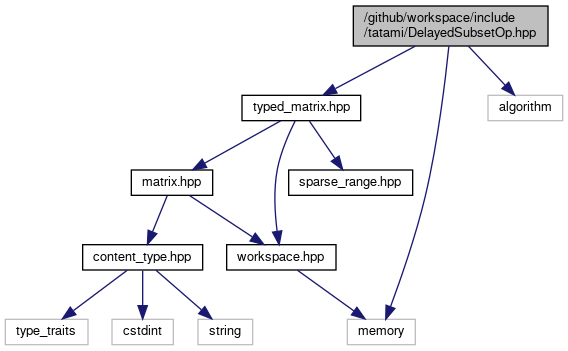 /github/workspace/include
/tatami/DelayedSubsetOp.hpp
typed_matrix.hpp
algorithm
matrix.hpp
sparse_range.hpp
content_type.hpp
workspace.hpp
type_traits
cstdint
string
memory